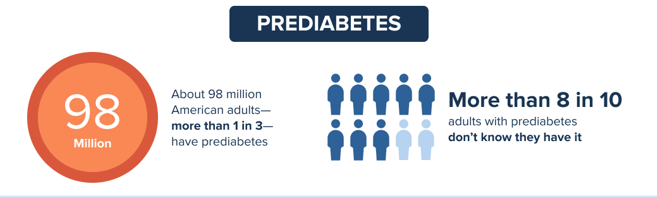 PREDIABETES
98
Million
About 98 million
American adults—
more than 1 in 3—
have prediabetes
More than 8 in 10
adults with prediabetes
don’t know they have it